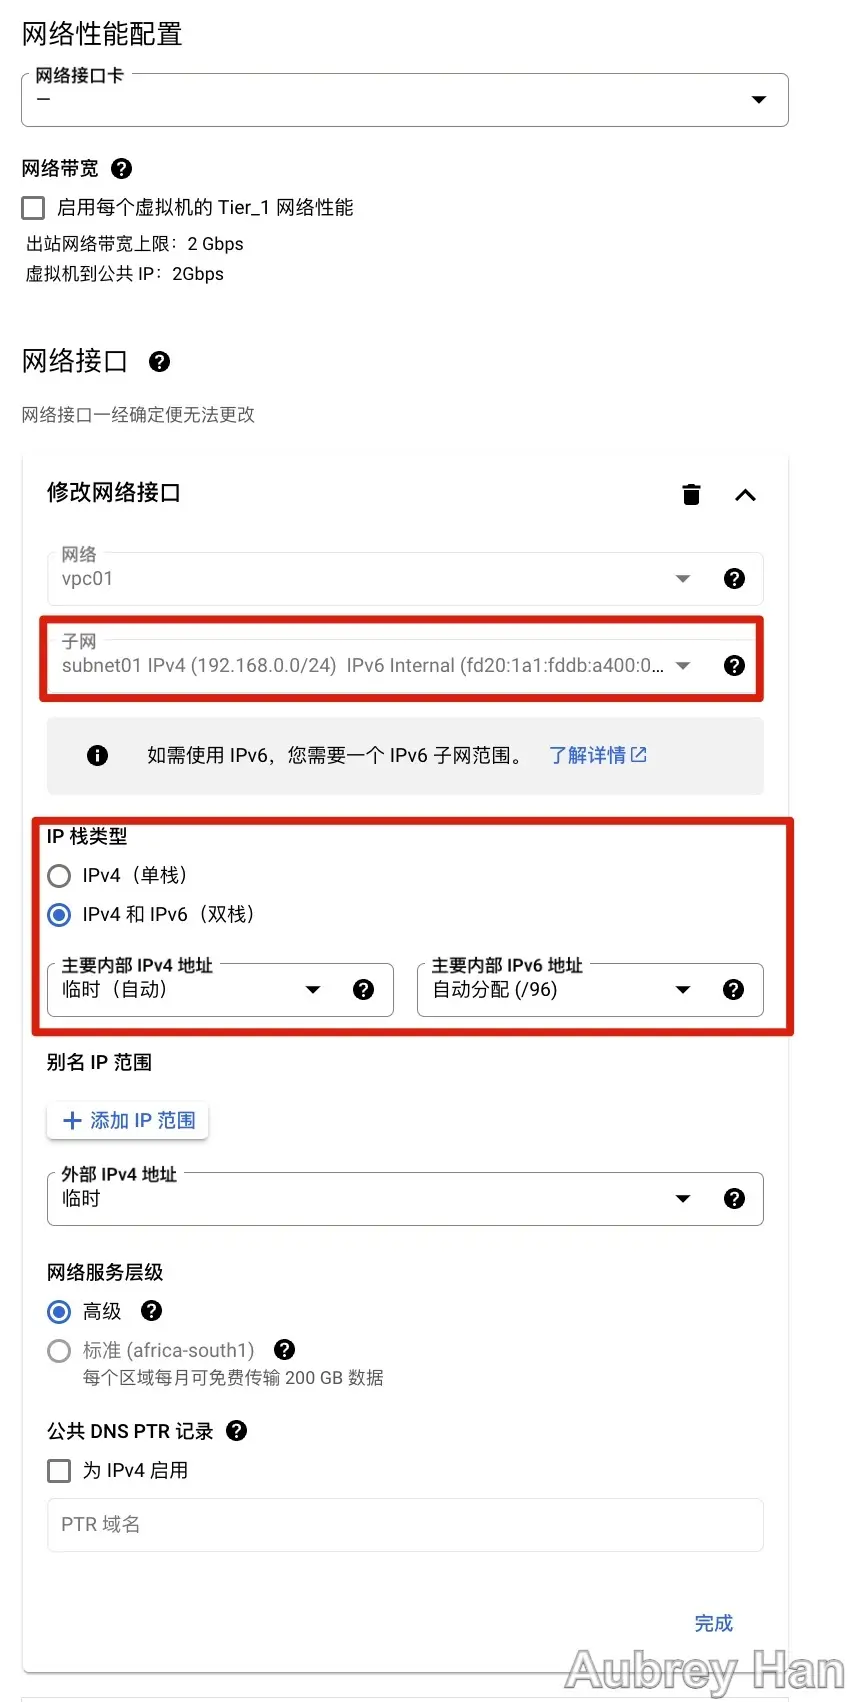 网络性能配置
网络接口卡
—
网络带宽
启用每个虚拟机的 Tier_1 网络性能
出站网络带宽上限：2 Gbps
虚拟机到公共 IP：2Gbps
网络接口
网络接口一经确定便无法更改
修改网络接口
网络
vpc01
子网
subnet01 IPv4 (192.168.0.0/24) IPv6 Internal (fd20:1a1:fddb:a400:0...
如需使用 IPv6，您需要一个 IPv6 子网范围。 了解详情
IP 栈类型
IPv4（单栈）
IPv4 和 IPv6（双栈）
主要内部 IPv4 地址
临时（自动）
主要内部 IPv6 地址
自动分配 (/96)
别名 IP 范围
添加 IP 范围
外部 IPv4 地址
临时
网络服务层级
高级
标准 (africa-south1)
每个区域每月可免费传输 200 GB 数据
公共 DNS PTR 记录
为 IPv4 启用
PTR 域名
完成
Aubrey Han